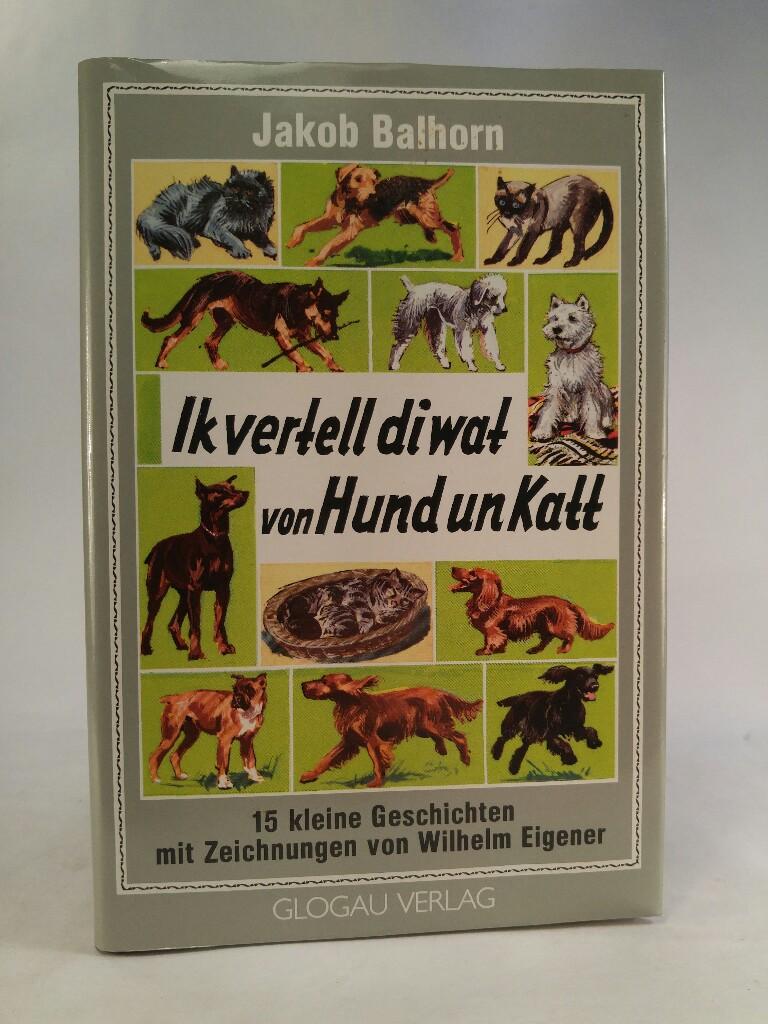 Jakob Balhorn
Ik vertell di wat
von Hund un Katt
15 kleine Geschichten
mit Zeichnungen von Wilhelm Eigener
GLOGAU VERLAG